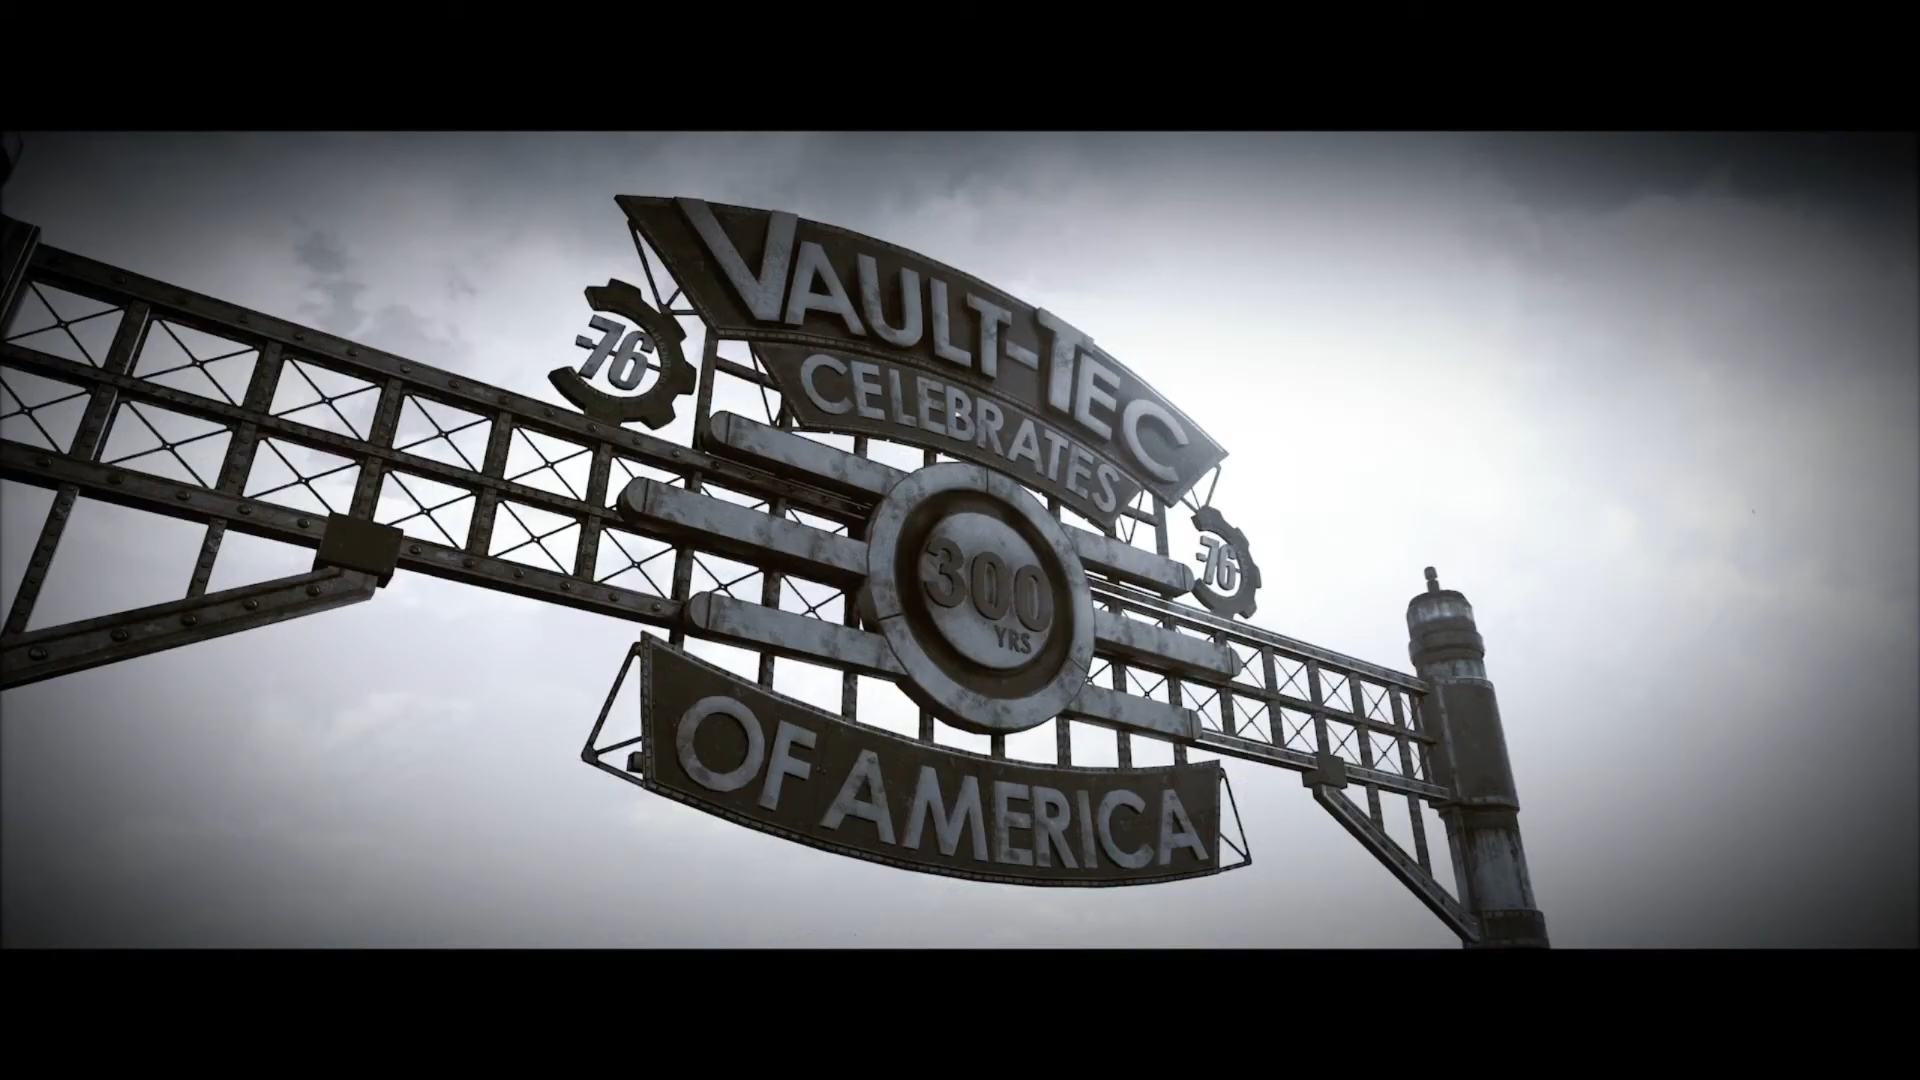 VAULT-TEC
CELEBRATES
76
76
300
YRS
OF AMERICA